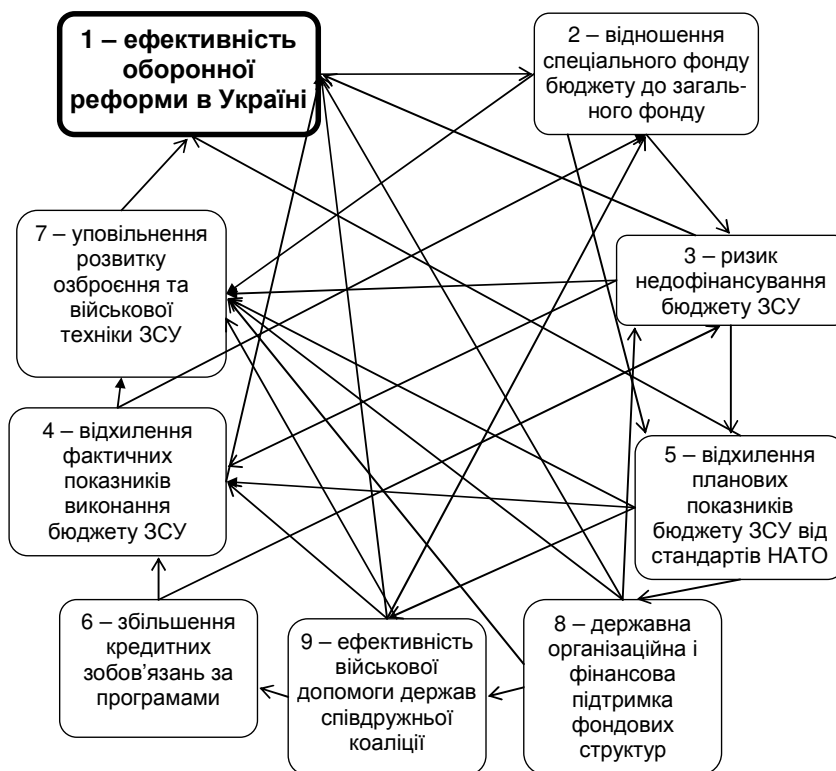 1 – ефективність
оборонної
реформи в Україні
2 – відношення
спеціального фонду
бюджету до загаль-
ного фонду
7 – уповільнення
розвитку
озброєння та
військової
техніки ЗСУ
3 – ризик
недофінансування
бюджету ЗСУ
4 – відхилення
фактичних
показників
виконання
бюджету ЗСУ
5 – відхилення
планових
показників
бюджету ЗСУ від
стандартів НАТО
6 – збільшення
кредитних
зобов’язань за
програмами
9 – ефективність
військової
допомоги держав
співдружньої
коаліції
8 – державна
організаційна і
фінансова
підтримка
фондових
структур